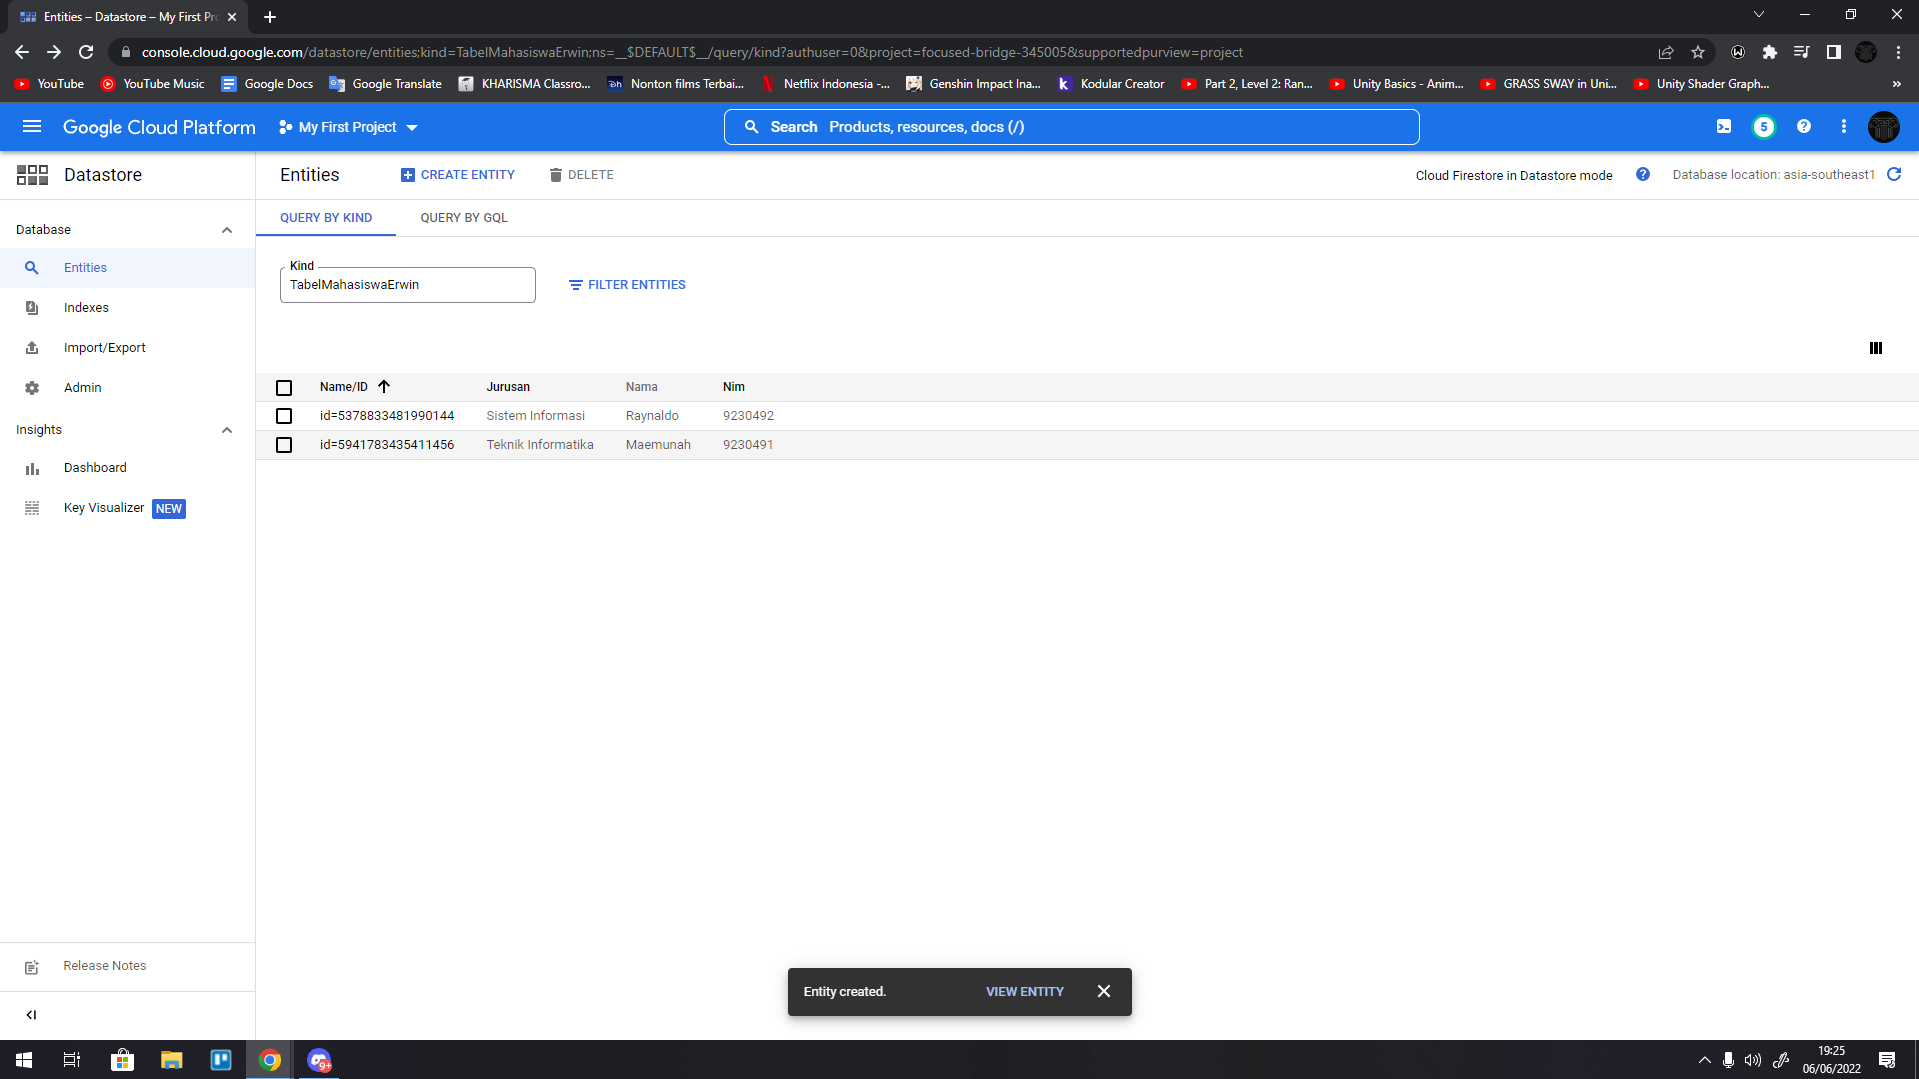 Entities – Datastore – My First Pr
console.cloud.google.com/datastore/entities;kind=TabelMahasiswaErwin;ns=__$DEFAULT$__/query/kind?authuser=0&project=focused-bridge-345005&supportedpurview=project
YouTube YouTube Music Google Docs Google Translate KHARISMA Classro... Nonton films Terbai... Netflix Indonesia -... Genshin Impact Ina... Kodular Creator Part 2, Level 2: Ran... Unity Basics - Anim... GRASS SWAY in Uni... Unity Shader Graph... »
Google Cloud Platform My First Project Search Products, resources, docs (/) 5
Datastore
Entities CREATE ENTITY DELETE Cloud Firestore in Datastore mode Database location: asia-southeast1
QUERY BY KIND QUERY BY GQL
Database
Entities
Indexes
Import/Export
Admin
Insights
Dashboard
Key Visualizer NEW
Kind
TabelMahasiswaErwin FILTER ENTITIES
Name/ID Jurusan Nama Nim
id=5378833481990144 Sistem Informasi Raynaldo 9230492
id=5941783435411456 Teknik Informatika Maemunah 9230491
Release Notes
Entity created. VIEW ENTITY
9+
19:25
06/06/2022